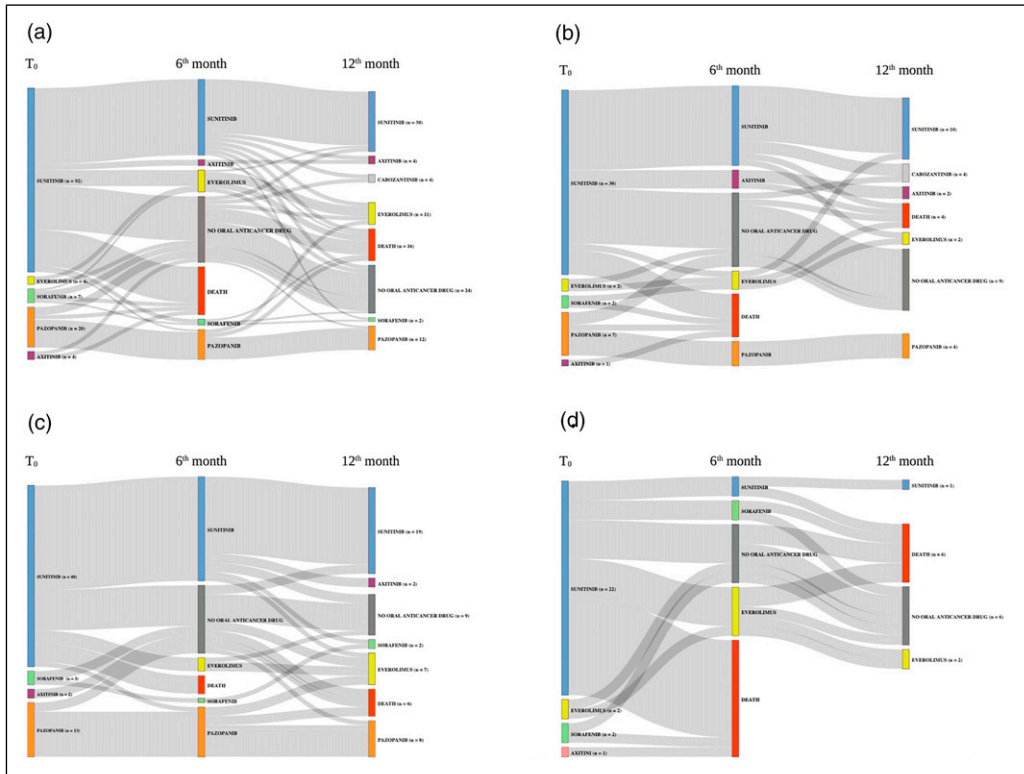 (a)
T0
6th month
12th month
SUNITINIB (n = 92)
EVEROLIMUS (n = 4)
SORAFENIB (n = 7)
PAZOPANIB (n = 20)
AXITINIB (n = 4)
SUNITINIB
AXITINIB
EVEROLIMUS
NO ORAL ANTICANCER DRUG
DEATH
SORAFENIB
PAZOPANIB
SUNITINIB (n = 30)
AXITINIB (n = 4)
CABOZANTINIB (n = 4)
EVEROLIMUS (n = 11)
DEATH (n = 16)
NO ORAL ANTICANCER DRUG (n = 24)
SORAFENIB (n = 2)
PAZOPANIB (n = 12)
(b)
T0
6th month
12th month
SUNITINIB (n = 30)
EVEROLIMUS (n = 2)
SORAFENIB (n = 2)
PAZOPANIB (n = 7)
AXITINIB (n = 1)
SUNITINIB
AXITINIB
NO ORAL ANTICANCER DRUG
EVEROLIMUS
DEATH
PAZOPANIB
SUNITINIB (n = 10)
CABOZANTINIB (n = 4)
AXITINIB (n = 2)
DEATH (n = 4)
EVEROLIMUS (n = 2)
NO ORAL ANTICANCER DRUG (n = 9)
PAZOPANIB (n = 4)
(c)
T0
6th month
12th month
SUNITINIB (n = 40)
SORAFENIB (n = 3)
AXITINIB (n = 2)
PAZOPANIB (n = 13)
SUNITINIB
NO ORAL ANTICANCER DRUG
EVEROLIMUS
DEATH
SORAFENIB
PAZOPANIB
SUNITINIB (n = 19)
AXITINIB (n = 2)
NO ORAL ANTICANCER DRUG (n = 9)
SORAFENIB (n = 2)
EVEROLIMUS (n = 7)
DEATH (n = 6)
PAZOPANIB (n = 8)
(d)
T0
6th month
12th month
SUNITINIB (n = 22)
EVEROLIMUS (n = 2)
SORAFENIB (n = 2)
AXITINI (n = 1)
SUNITINIB
SORAFENIB
NO ORAL ANTICANCER DRUG
EVEROLIMUS
DEATH
SUNITINIB (n = 1)
DEATH (n = 6)
NO ORAL ANTICANCER DRUG (n = 6)
EVEROLIMUS (n = 2)